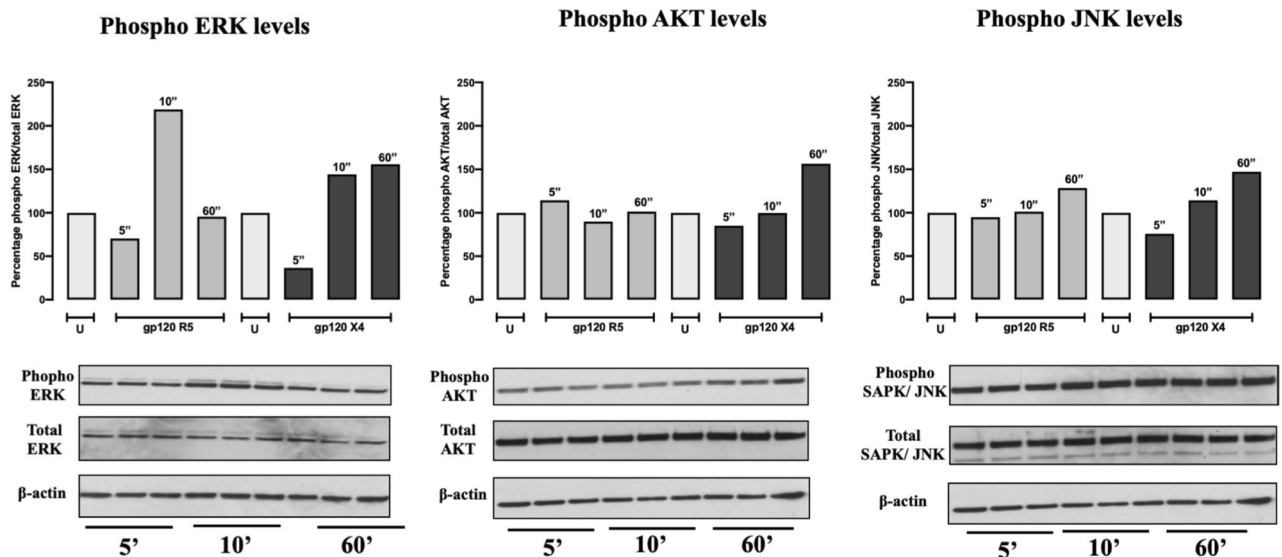 Phospho ERK levels
Phospho AKT levels
Phospho JNK levels
Percentage phospho ERK/total ERK
250
200
150
100
50
0
5”
10”
60”
5”
10”
60”
U
gp120 R5
U
gp120 X4
Percentage phospho AKT/total AKT
250
200
150
100
50
0
5”
10”
60”
5”
10”
60”
U
gp120 R5
U
gp120 X4
Percentage phospho JNK/total JNK
250
200
150
100
50
0
5”
10”
60”
5”
10”
60”
U
gp120 R5
U
gp120 X4
Phopho
ERK
Total
ERK
β-actin
5’
10’
60’
Phospho
AKT
Total
AKT
β-actin
5’
10’
60’
Phospho
SAPK/ JNK
Total
SAPK/ JNK
β-actin
5’
10’
60’